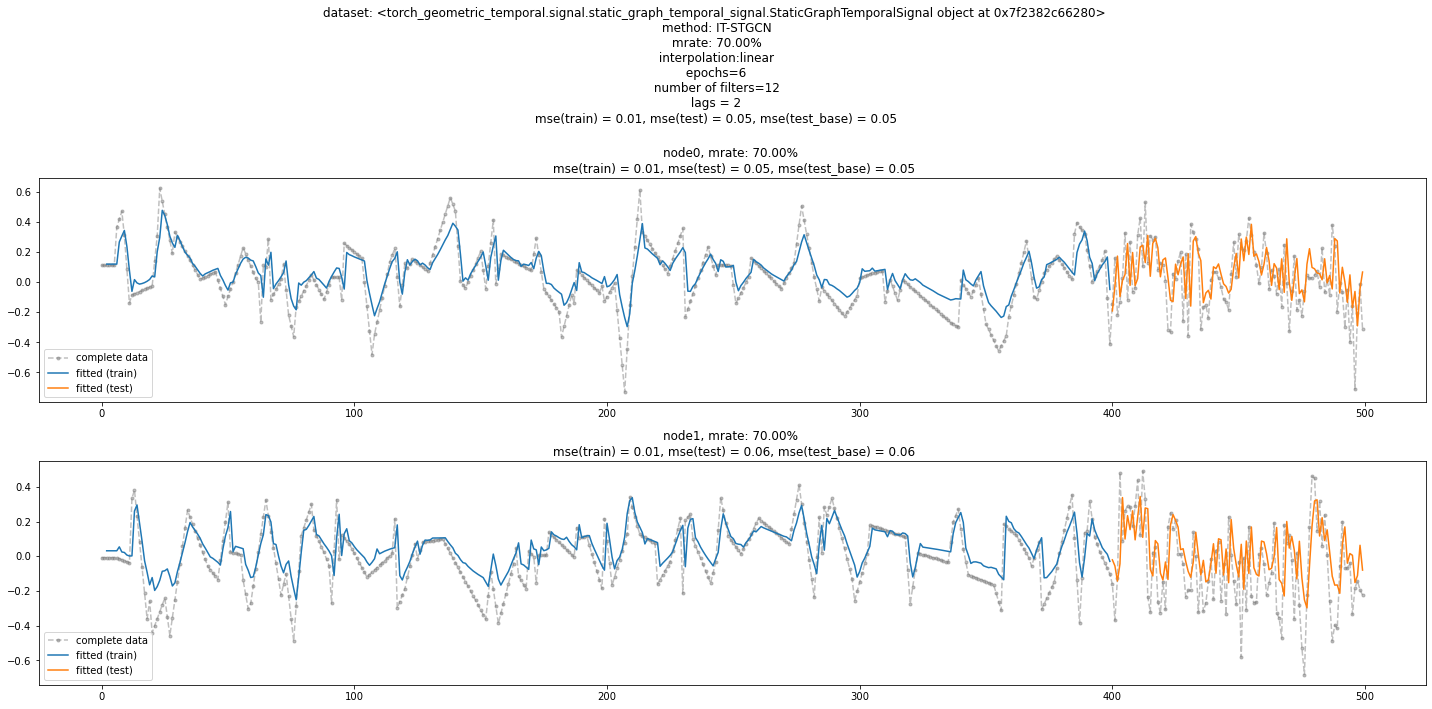 dataset: <torch_geometric_temporal.signal.static_graph_temporal_signal.StaticGraphTemporalSignal object at 0x7f2382c66280>
method: IT-STGCN
mrate: 70.00%
interpolation:linear
epochs=6
number of filters=12
lags = 2
mse(train) = 0.01, mse(test) = 0.05, mse(test_base) = 0.05
node0, mrate: 70.00%
mse(train) = 0.01, mse(test) = 0.05, mse(test_base) = 0.05
0.6
0.4
0.2
0.0
−0.2
−0.4
−0.6
complete data
fitted (train)
fitted (test)
0 100 200 300 400 500
node1, mrate: 70.00%
mse(train) = 0.01, mse(test) = 0.06, mse(test_base) = 0.06
0.4
0.2
0.0
−0.2
−0.4
−0.6
complete data
fitted (train)
fitted (test)
0 100 200 300 400 500